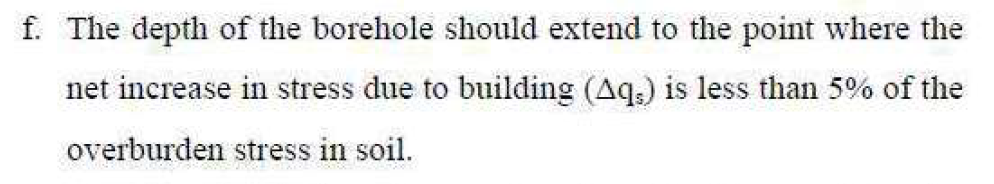 f. The depth of the borehole should extend to the point where the
net increase in stress due to building (Δqₛ) is less than 5% of the
overburden stress in soil.